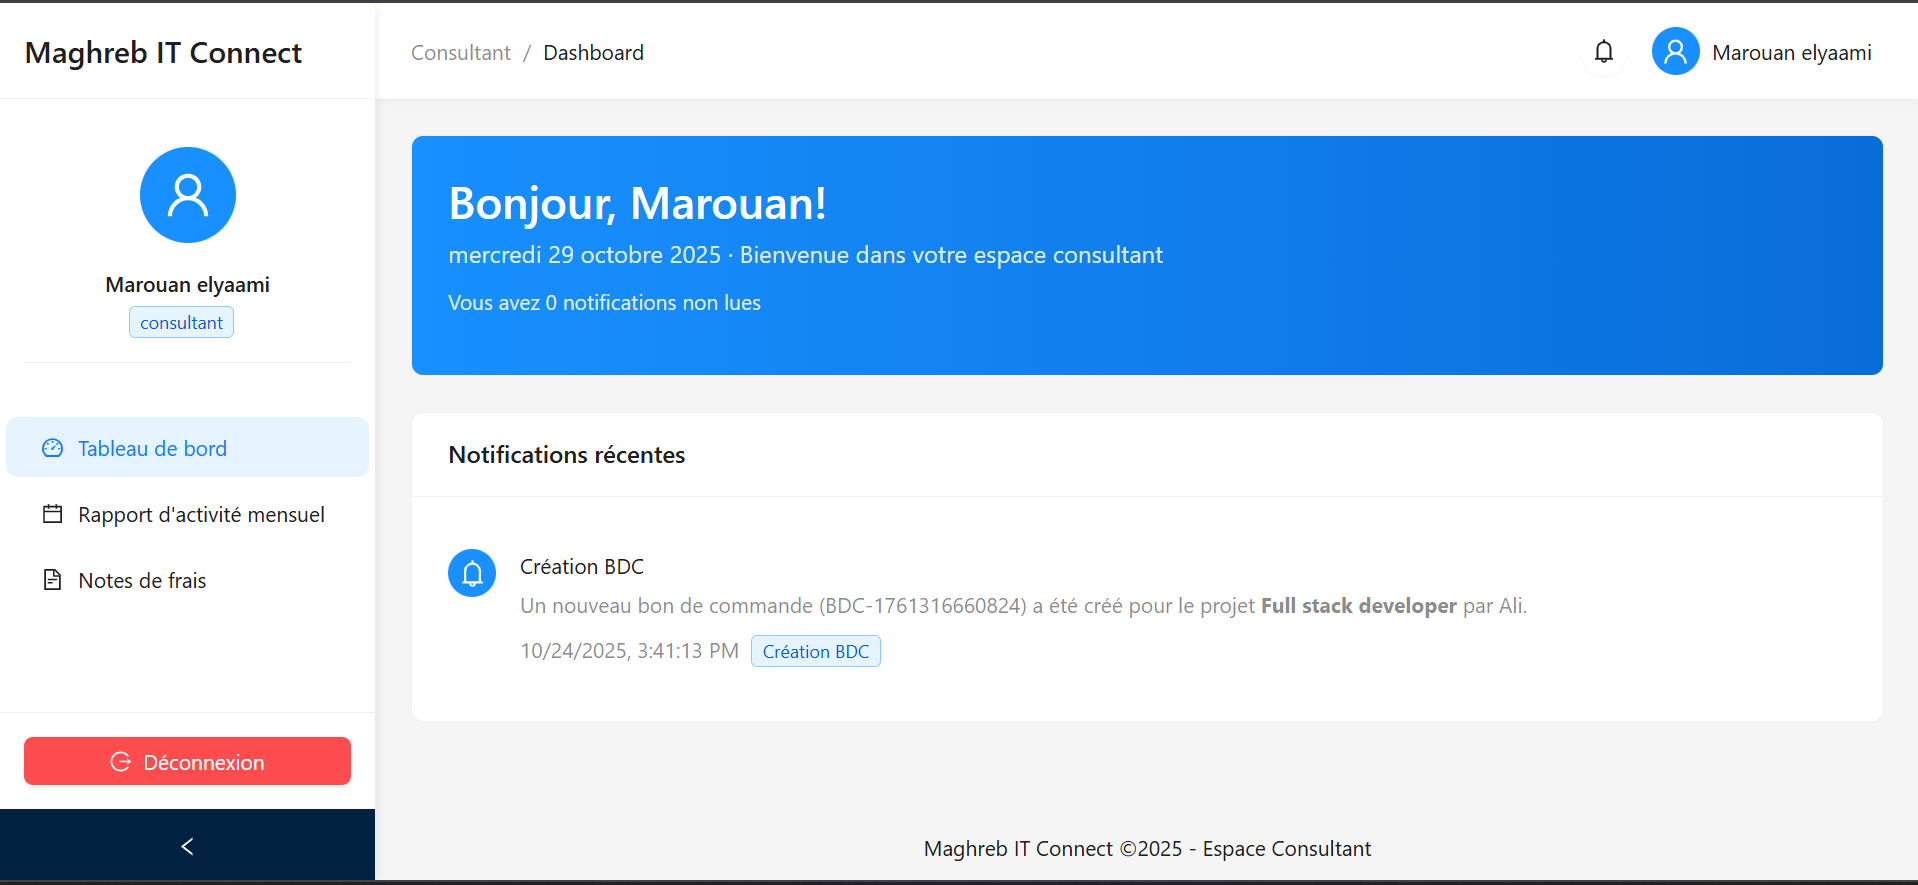 Maghreb IT Connect
Consultant / Dashboard
Marouan elyaami
Marouan elyaami
consultant
Tableau de bord
Rapport d'activité mensuel
Notes de frais
Déconnexion
Bonjour, Marouan!
mercredi 29 octobre 2025 · Bienvenue dans votre espace consultant
Vous avez 0 notifications non lues
Notifications récentes
Création BDC
Un nouveau bon de commande (BDC-1761316660824) a été créé pour le projet Full stack developer par Ali.
10/24/2025, 3:41:13 PM Création BDC
Maghreb IT Connect ©2025 - Espace Consultant